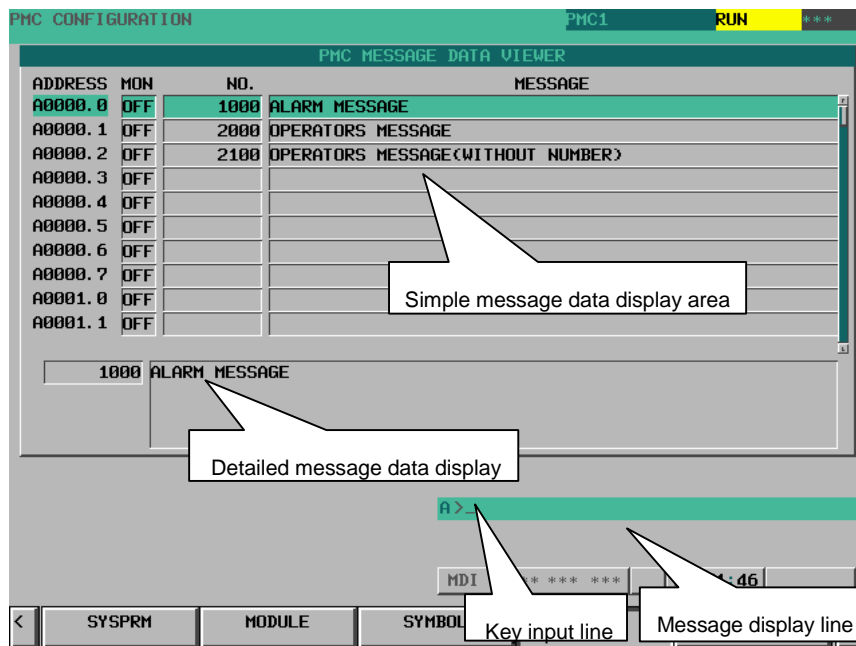 PMC CONFIGURATION PMC1 RUN ***
PMC MESSAGE DATA VIEWER
ADDRESS MON NO. MESSAGE
A0000.0 OFF 1000 ALARM MESSAGE
A0000.1 OFF 2000 OPERATORS MESSAGE
A0000.2 OFF 2100 OPERATORS MESSAGE(WITHOUT NUMBER)
A0000.3 OFF
A0000.4 OFF
A0000.5 OFF
A0000.6 OFF
A0000.7 OFF
A0001.0 OFF
A0001.1 OFF
Simple message data display area
1000 ALARM MESSAGE
Detailed message data display
A>_
MDI ** *** *** :46
Key input line
Message display line
< SYSPRM MODULE SYMBOL